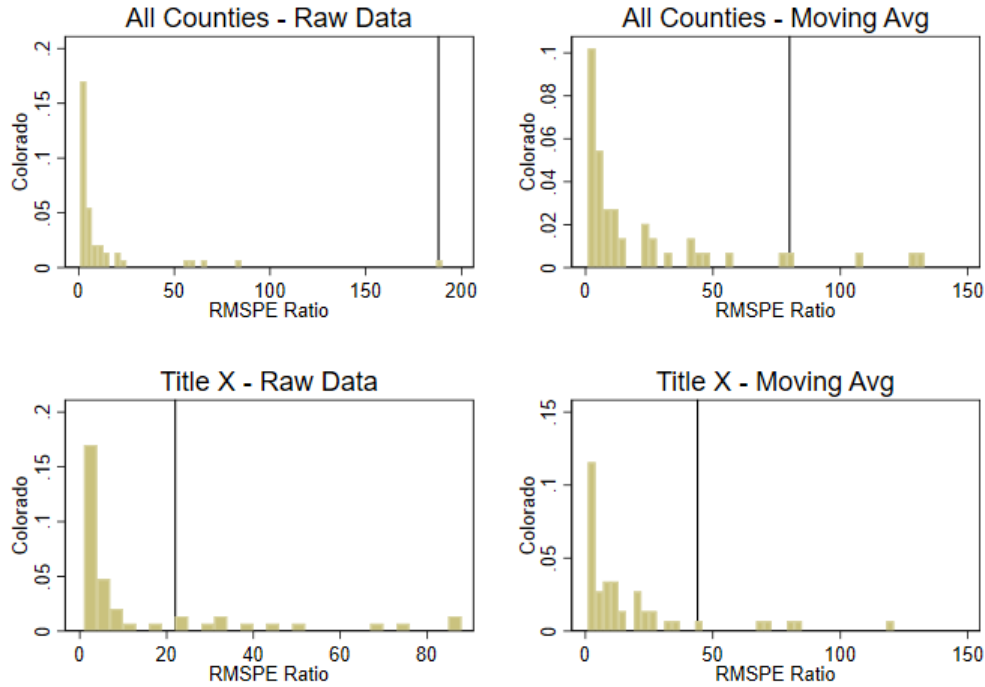 All Counties - Raw Data
Colorado
.2
.15
.1
.05
0
0 50 100 150 200
RMSPE Ratio
All Counties - Moving Avg
Colorado
.1
.08
.06
.04
.02
0
0 50 100 150
RMSPE Ratio
Title X - Raw Data
Colorado
.2
.15
.1
.05
0
0 20 40 60 80
RMSPE Ratio
Title X - Moving Avg
Colorado
.15
.1
.05
0
0 50 100 150
RMSPE Ratio